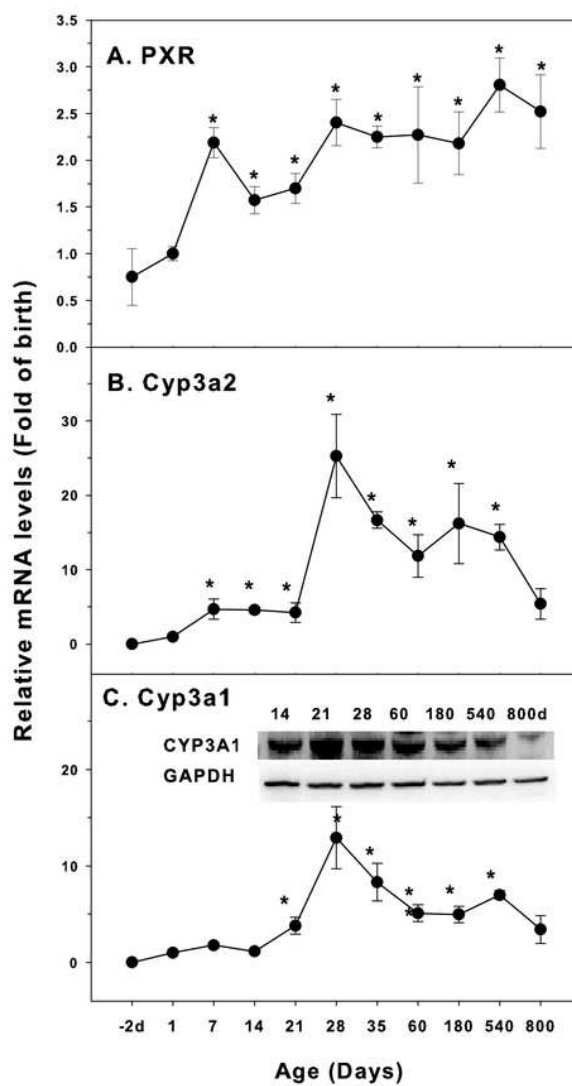 Relative mRNA levels (Fold of birth)
A. PXR
3.5
3.0
2.5
2.0
1.5
1.0
0.5
0.0
* * * * * * * * *
B. Cyp3a2
30
20
10
0
* * * * * * * *
C. Cyp3a1
14 21 28 60 180 540 800d
CYP3A1
GAPDH
20
10
0
* * * * * * *
-2d 1 7 14 21 28 35 60 180 540 800
Age (Days)